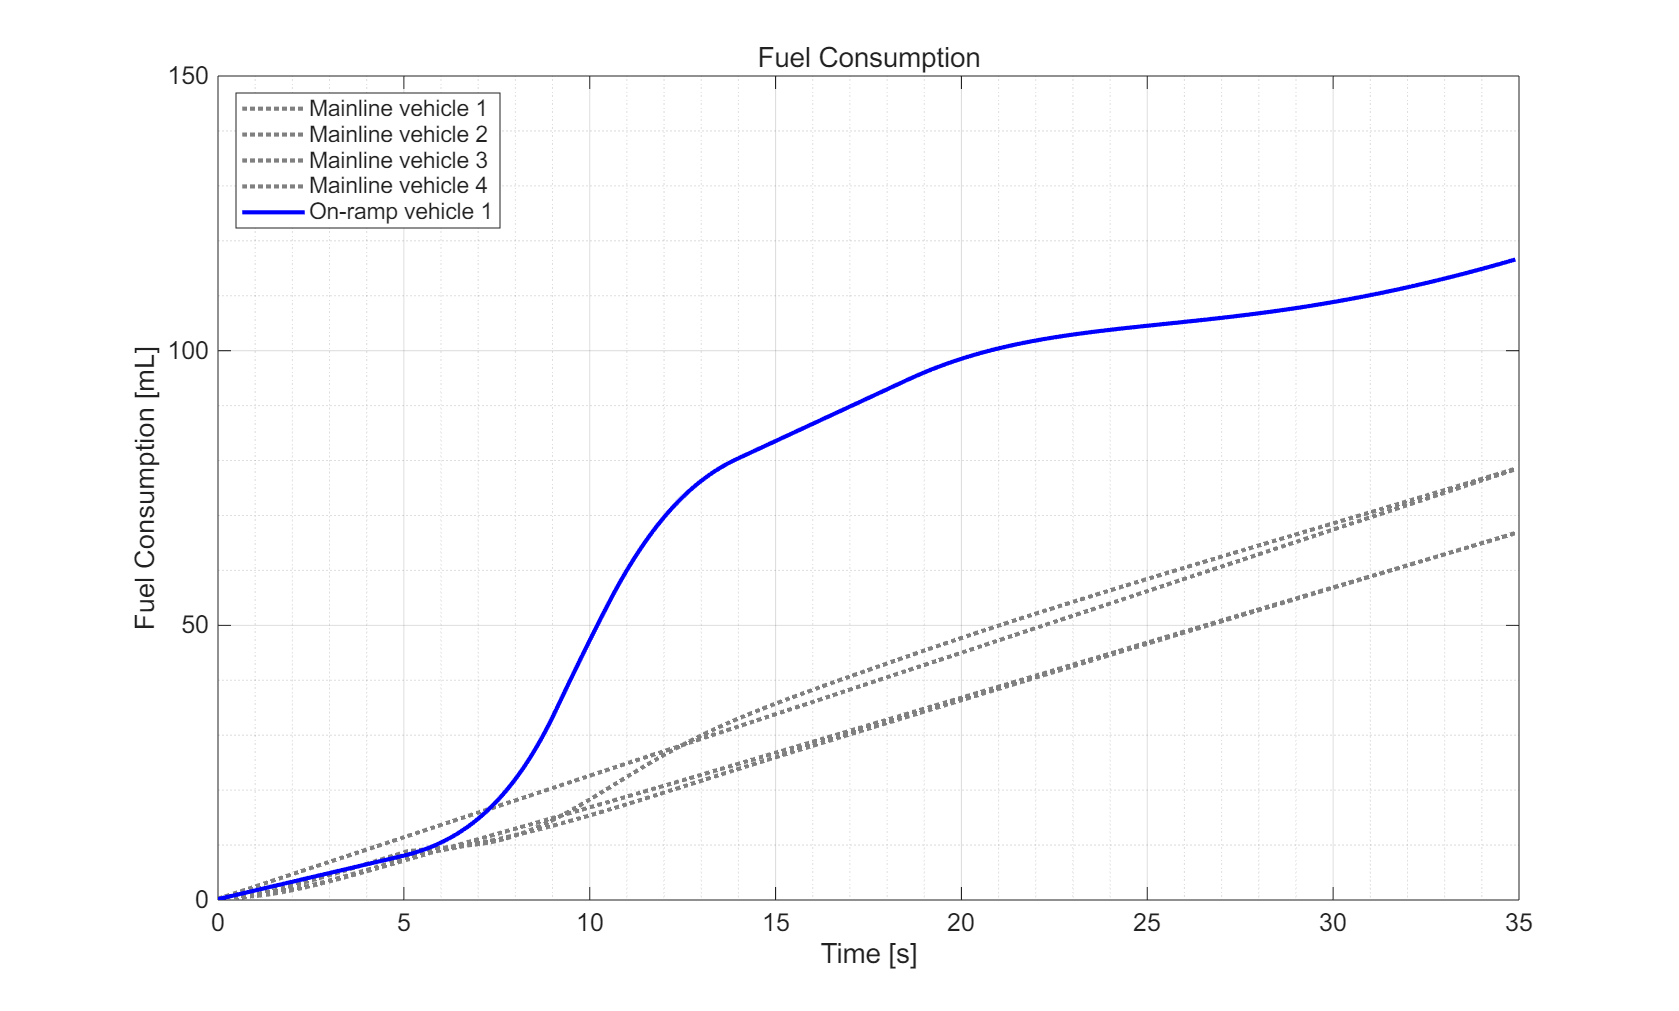 Fuel Consumption
150
100
50
0
Fuel Consumption [mL]
Mainline vehicle 1
Mainline vehicle 2
Mainline vehicle 3
Mainline vehicle 4
On-ramp vehicle 1
0 5 10 15 20 25 30 35
Time [s]